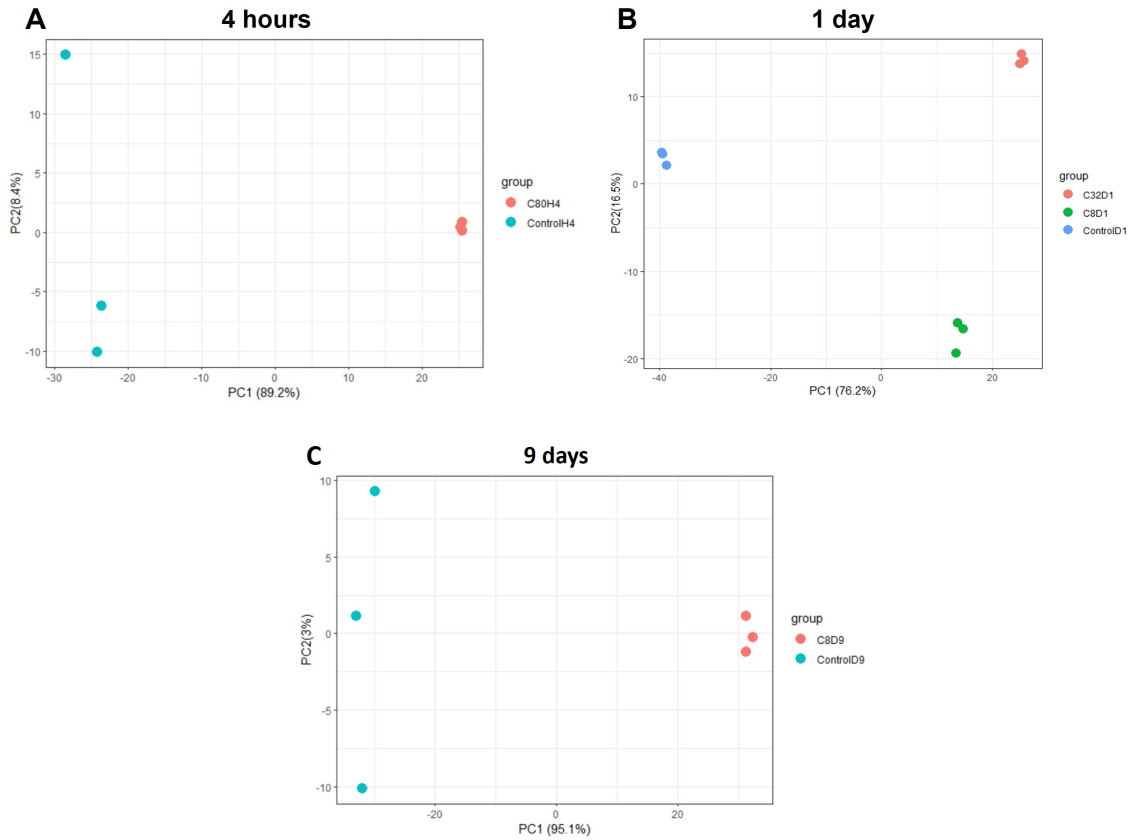 A
4 hours
15
10
5
0
-5
-10
-30
-20
-10
0
10
20
PC2(8.4%)
PC1 (89.2%)
group
C80H4
ControlH4
B
1 day
10
0
-10
-20
-40
-20
0
20
PC2(16.5%)
PC1 (76.2%)
group
C32D1
C8D1
ControlD1
C
9 days
10
5
0
-5
-10
-20
0
20
PC2(3%)
PC1 (95.1%)
group
C8D9
ControlD9